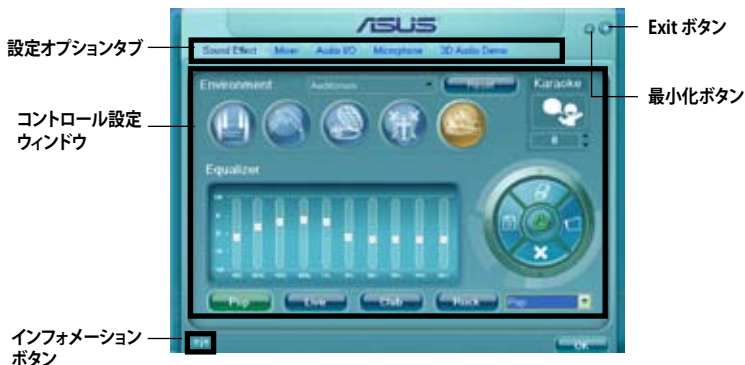 ASUS
Exit ボタン
設定オプションタブ
Sound Effect Mixer Audio I/O Microphone 3D Audio Demo
最小化ボタン
Environment Auditorium Reset Karaoke
コントロール設定
ウィンドウ
0
Equalizer
Pop Live Club Rock Pop
インフォメーション
ボタン
OK